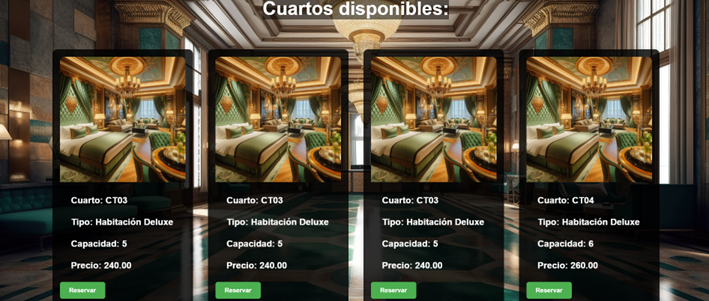 Cuartos disponibles:
Cuarto: CT03
Tipo: Habitación Deluxe
Capacidad: 5
Precio: 240.00
Reservar
Cuarto: CT03
Tipo: Habitación Deluxe
Capacidad: 5
Precio: 240.00
Reservar
Cuarto: CT03
Tipo: Habitación Deluxe
Capacidad: 5
Precio: 240.00
Reservar
Cuarto: CT04
Tipo: Habitación Deluxe
Capacidad: 6
Precio: 260.00
Reservar